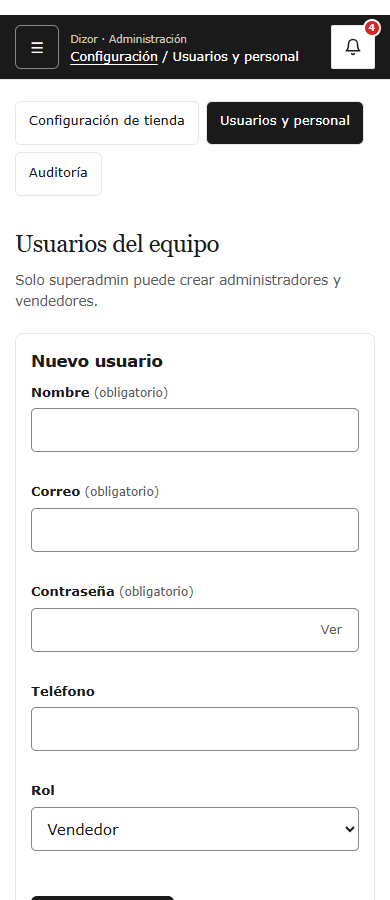 ☰
Dizor · Administración
Configuración / Usuarios y personal
4
Configuración de tienda
Usuarios y personal
Auditoría
Usuarios del equipo
Solo superadmin puede crear administradores y
vendedores.
Nuevo usuario
Nombre (obligatorio)
Correo (obligatorio)
Contraseña (obligatorio)
Ver
Teléfono
Rol
Vendedor